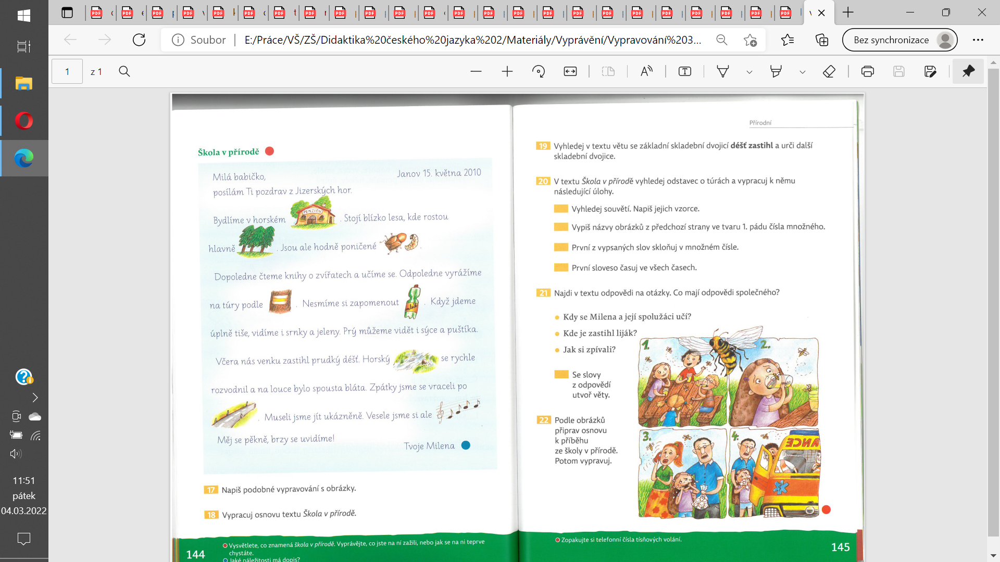 Soubor
E:/Práce/VŠ/ZŠ/Didaktika%20českého%20jazyka%202/Materiály/Vyprávění/Vypravování%203...
Bez synchronizace
1
z 1
Škola v přírodě
Milá babičko,
Janov 15. května 2010
posílám Ti pozdrav z Jizerských hor.
Bydlíme v horském
PENZION
. Stojí blízko lesa, kde rostou
hlavně
. Jsou ale hodně poničené
.
Dopoledne čteme knihy o zvířatech a učíme se. Odpoledne vyrážíme
na túry podle
. Nesmíme si zapomenout
. Když jdeme
úplně tiše, vidíme i srnky a jeleny. Prý můžeme vidět i sýce a puštíka.
Včera nás venku zastihl prudký déšť. Horský
se rychle
rozvodnil a na louce bylo spousta bláta. Zpátky jsme se vraceli po
. Museli jsme jít ukázněně. Vesele jsme si ale
.
Měj se pěkně, brzy se uvidíme!
Tvoje Milena
17 Napiš podobné vypravování s obrázky.
18 Vypracuj osnovu textu Škola v přírodě.
144
Vysvětlete, co znamená škola v přírodě. Vyprávějte, co jste na ní zažili, nebo jak se na ni teprve
chystáte.
Jaké náležitosti má dopis?
Přírodní
19 Vyhledej v textu větu se základní skladební dvojicí déšť zastihl a urči další
skladební dvojice.
20 V textu Škola v přírodě vyhledej odstavec o túrách a vypracuj k němu
následující úlohy.
Vyhledej souvětí. Napiš jejich vzorce.
Vypiš názvy obrázků z předchozí strany ve tvaru 1. pádu čísla množného.
První z vypsaných slov skloňuj v množném čísle.
První sloveso časuj ve všech časech.
21 Najdi v textu odpovědi na otázky. Co mají odpovědi společného?
• Kdy se Milena a její spolužáci učí?
• Kde je zastihl liják?
• Jak si zpívali?
Se slovy
z odpovědí
utvoř věty.
22 Podle obrázků
připrav osnovu
k příběhu
ze školy v přírodě.
Potom vypravuj.
1.
2.
3.
4.
Zopakujte si telefonní čísla tísňových volání.
145
11:51
pátek
04.03.2022